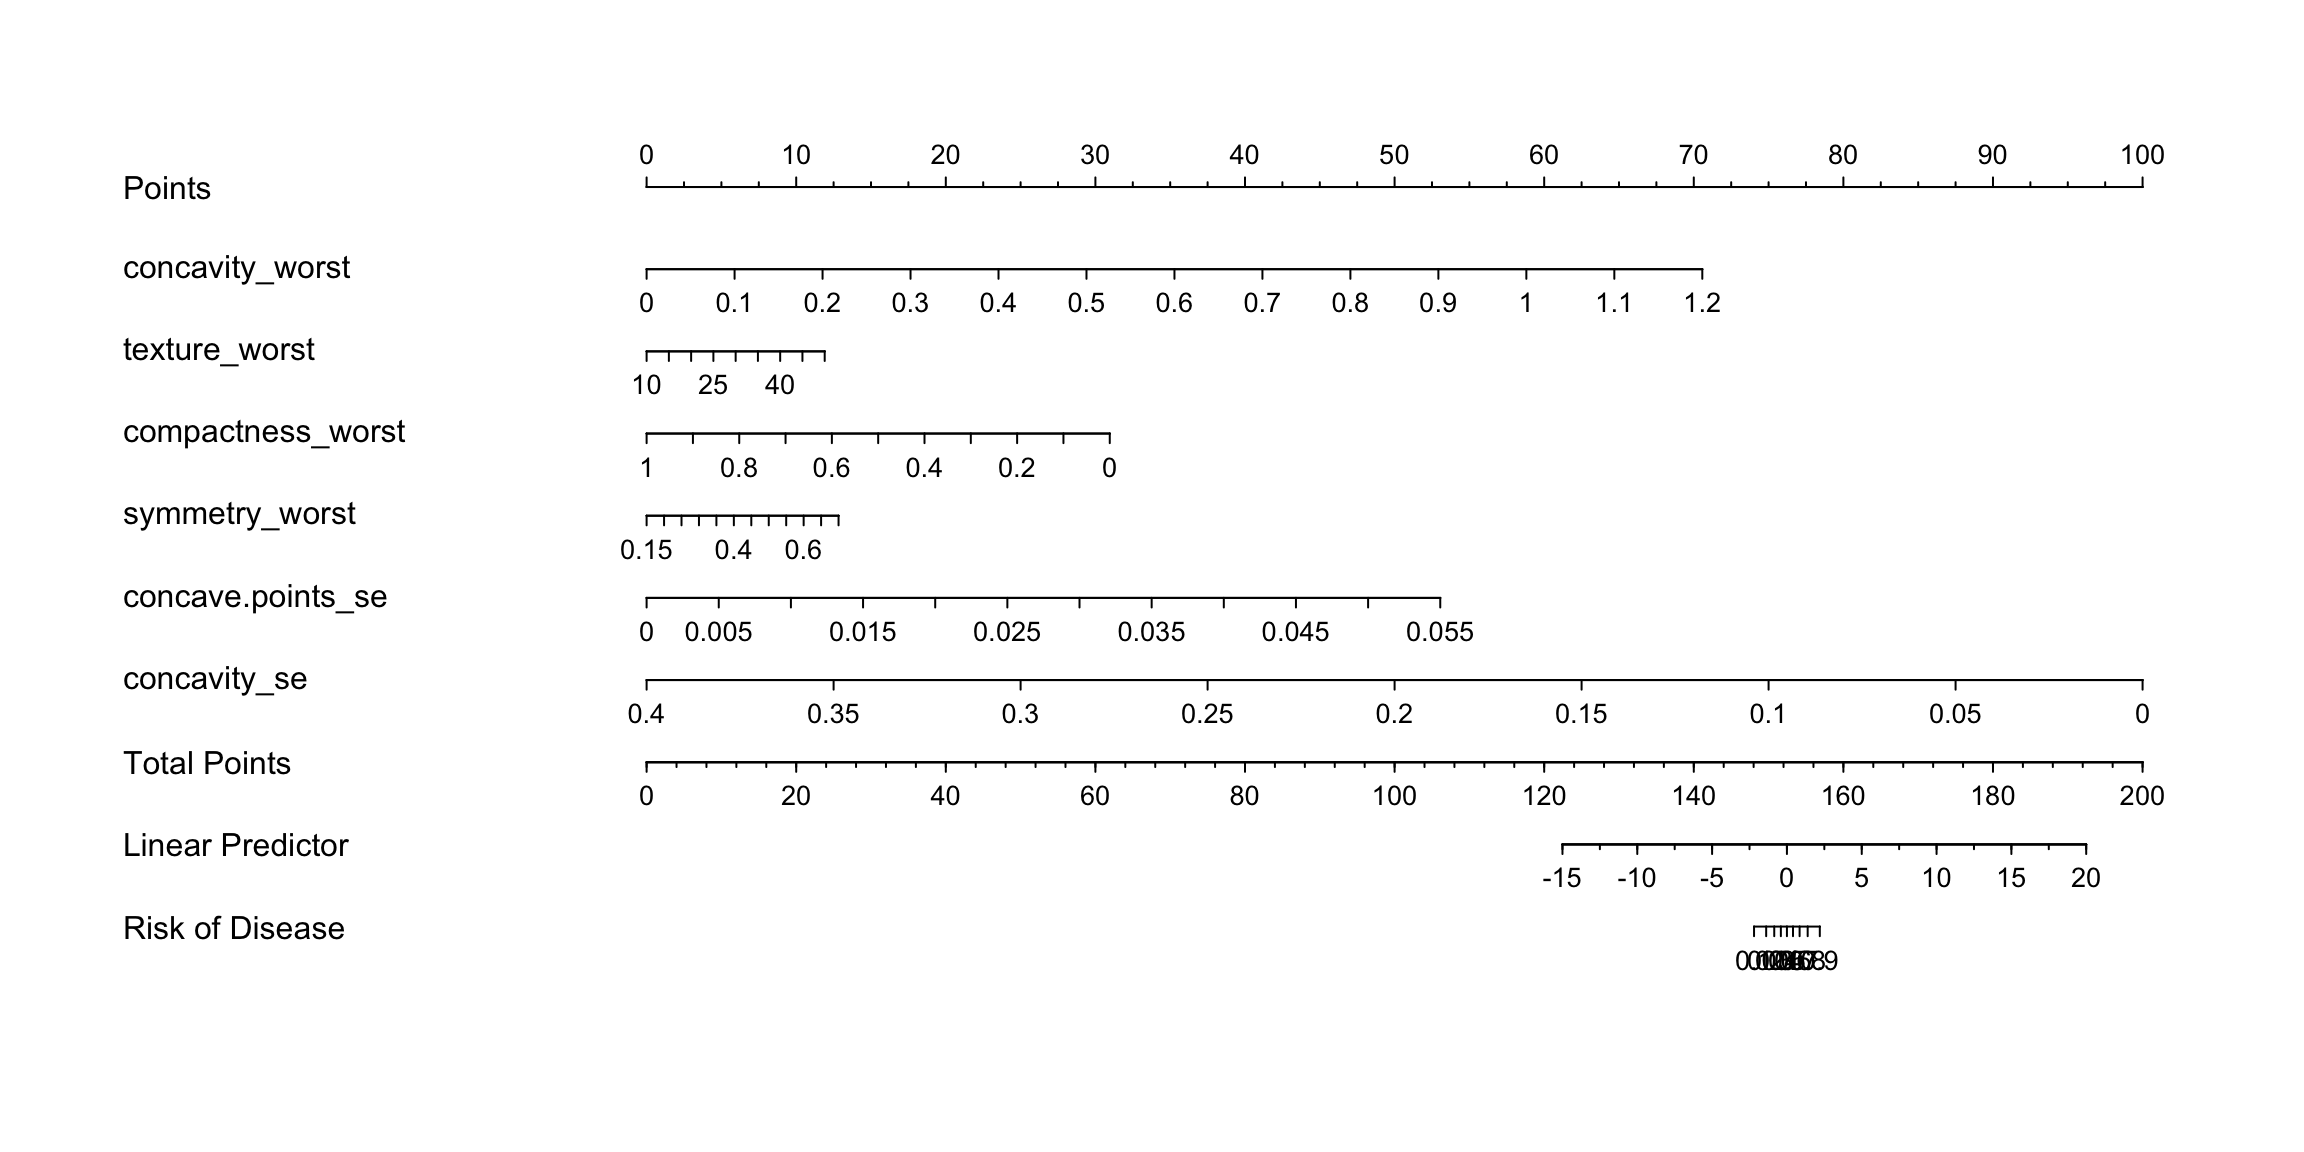 0 10 20 30 40 50 60 70 80 90 100
Points
concavity_worst
0 0.1 0.2 0.3 0.4 0.5 0.6 0.7 0.8 0.9 1 1.1 1.2
texture_worst
10 25 40
compactness_worst
1 0.8 0.6 0.4 0.2 0
symmetry_worst
0.15 0.4 0.6
concave.points_se
0 0.005 0.015 0.025 0.035 0.045 0.055
concavity_se
0.4 0.35 0.3 0.25 0.2 0.15 0.1 0.05 0
Total Points
0 20 40 60 80 100 120 140 160 180 200
Linear Predictor
-15 -10 -5 0 5 10 15 20
Risk of Disease